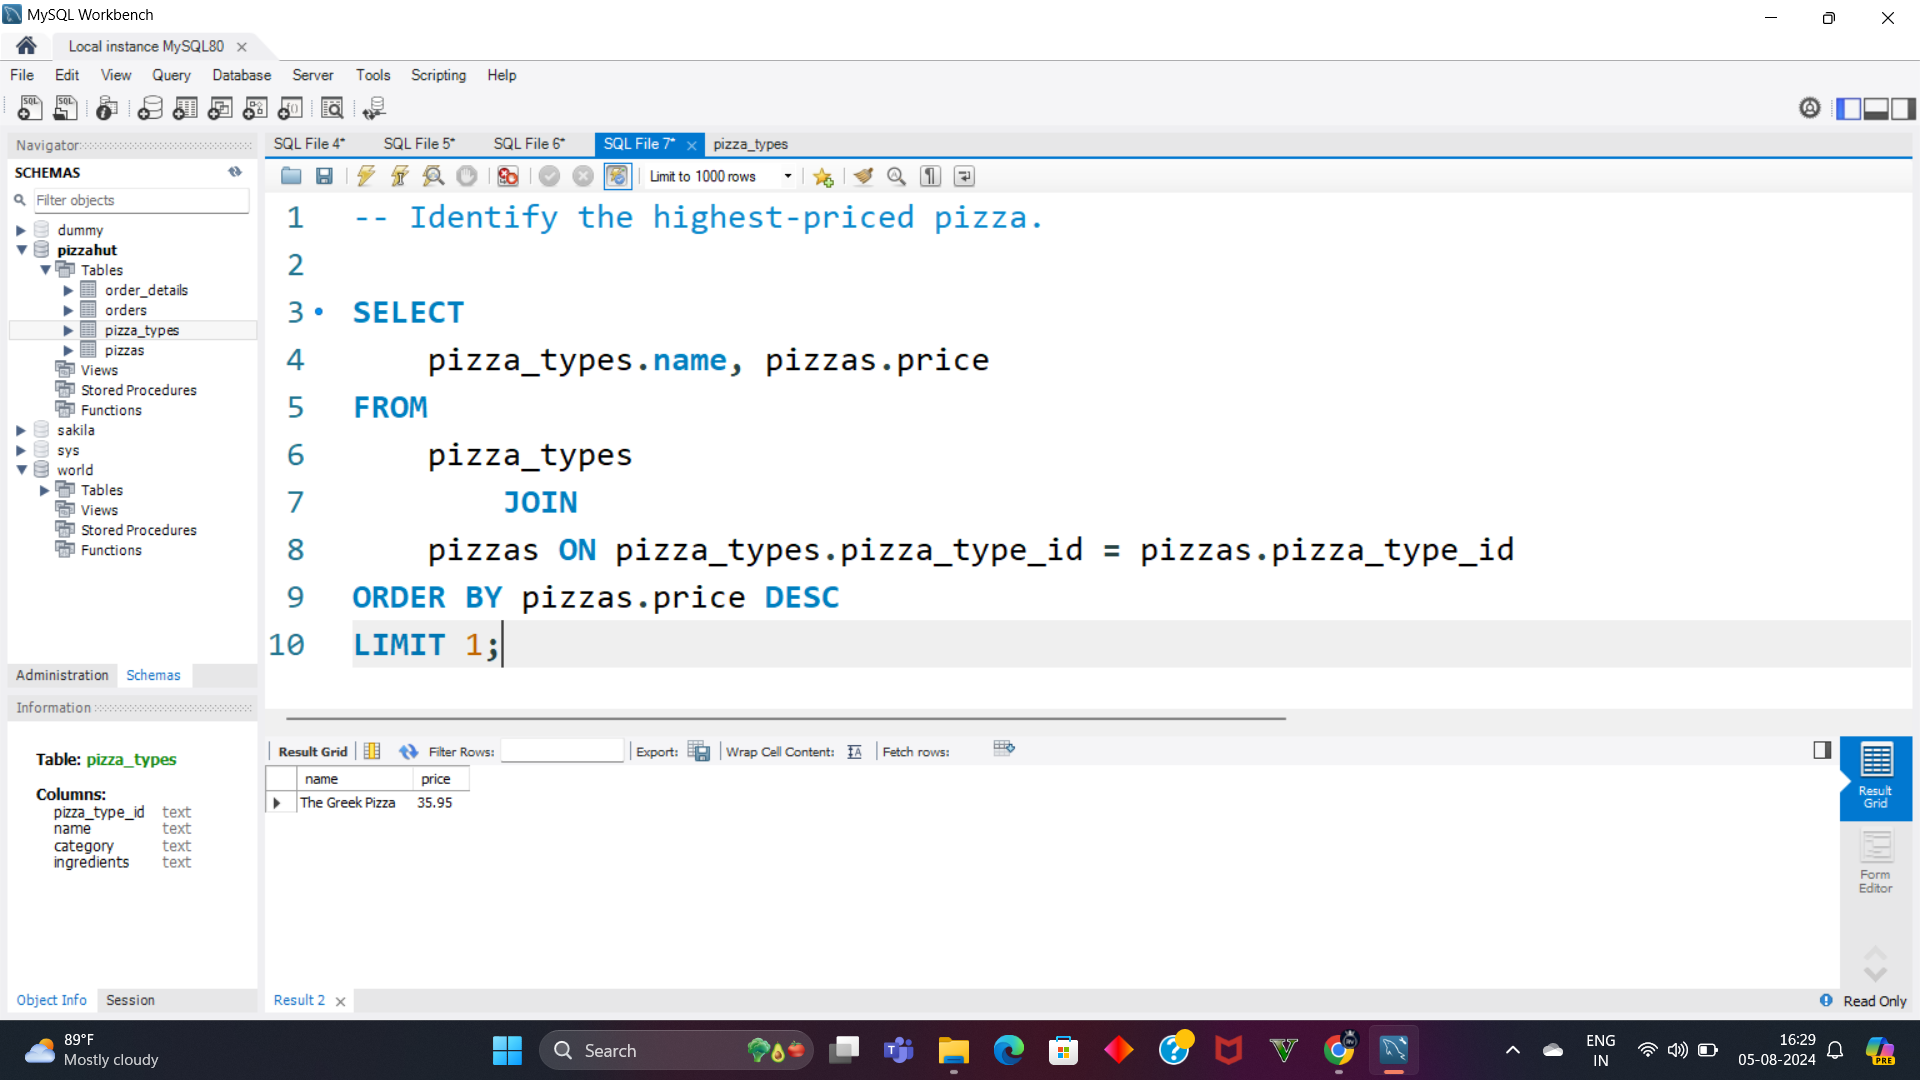 MySQL Workbench
Local instance MySQL80
File Edit View Query Database Server Tools Scripting Help
Navigator
SCHEMAS
Filter objects
dummy
pizzahut
Tables
order_details
orders
pizza_types
pizzas
Views
Stored Procedures
Functions
sakila
sys
world
Tables
Views
Stored Procedures
Functions
Administration Schemas
Information
Table: pizza_types
Columns:
pizza_type_id text
name text
category text
ingredients text
Object Info Session
SQL File 4* SQL File 5* SQL File 6* SQL File 7* pizza_types
Limit to 1000 rows
1 -- Identify the highest-priced pizza.
2
3 SELECT
4 pizza_types.name, pizzas.price
5 FROM
6 pizza_types
7 JOIN
8 pizzas ON pizza_types.pizza_type_id = pizzas.pizza_type_id
9 ORDER BY pizzas.price DESC
10 LIMIT 1;
Result Grid Filter Rows: Export: Wrap Cell Content: Fetch rows:
name price
The Greek Pizza 35.95
Result
Grid
Form
Editor
Result 2
Read Only
89°F
Mostly cloudy
Search
ENG
IN
16:29
05-08-2024
PRE